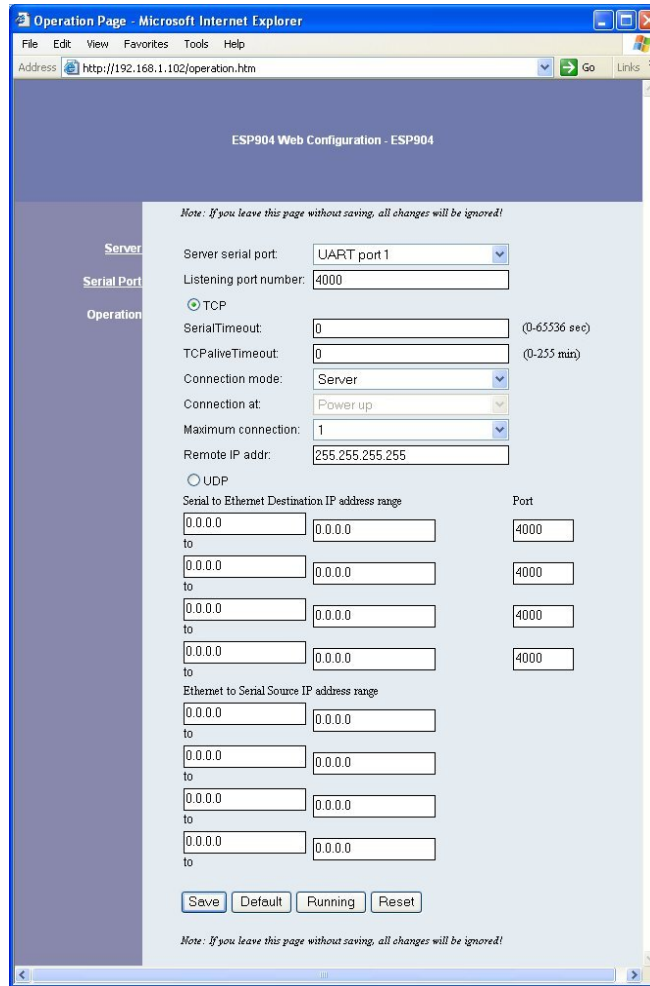 Operation Page - Microsoft Internet Explorer
File Edit View Favorites Tools Help
Address http://192.168.1.102/operation.htm Go Links
ESP904 Web Configuration - ESP904
Note: If you leave this page without saving, all changes will be ignored!
Server
Serial Port
Operation
Server serial port: UART port 1
Listening port number: 4000
TCP
SerialTimeout: 0 (0-65536 sec)
TCPaliveTimeout: 0 (0-255 min)
Connection mode: Server
Connection at: Power up
Maximum connection: 1
Remote IP addr: 255.255.255.255
UDP
Serial to Ethernet Destination IP address range Port
0.0.0.0 to 0.0.0.0 4000
0.0.0.0 to 0.0.0.0 4000
0.0.0.0 to 0.0.0.0 4000
0.0.0.0 to 0.0.0.0 4000
Ethernet to Serial Source IP address range
0.0.0.0 to 0.0.0.0
0.0.0.0 to 0.0.0.0
0.0.0.0 to 0.0.0.0
0.0.0.0 to 0.0.0.0
Save Default Running Reset
Note: If you leave this page without saving, all changes will be ignored!